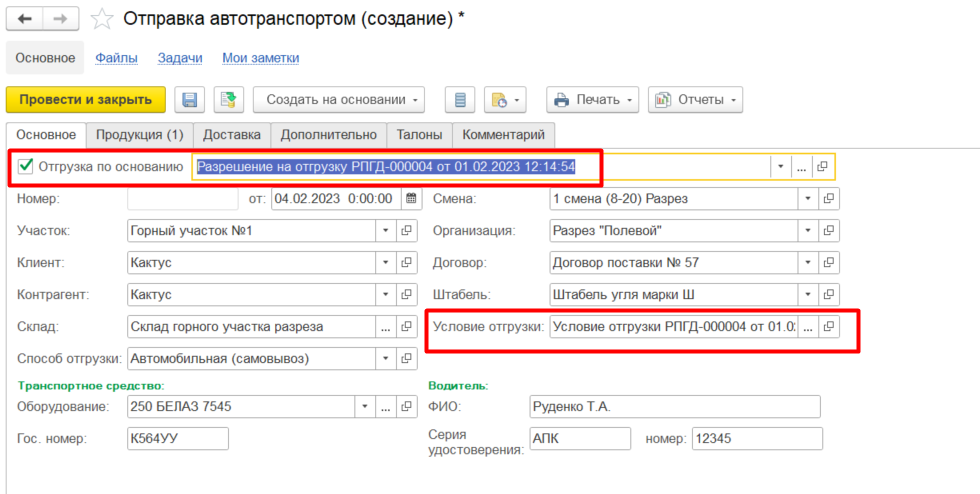 Отправка автотранспортом (создание) *
Основное Файлы Задачи Мои заметки
Провести и закрыть Создать на основании Печать Отчеты
Основное Продукция (1) Доставка Дополнительно Талоны Комментарий
Отгрузка по основанию Разрешение на отгрузку РПГД-000004 от 01.02.2023 12:14:54 ...
Номер: от: 04.02.2023 0:00:00 Смена: 1 смена (8-20) Разрез
Участок: Горный участок №1 Организация: Разрез "Полевой"
Клиент: Кактус Договор: Договор поставки № 57
Контрагент: Кактус Штабель: Штабель угля марки Ш
Склад: Склад горного участка разреза ... Условие отгрузки: Условие отгрузки РПГД-000004 от 01.0 ...
Способ отгрузки: Автомобильная (самовывоз)
Транспортное средство: Водитель:
Оборудование: 250 БЕЛАЗ 7545 ... ФИО: Руденко Т.А.
Гос. номер: К564УУ Серия удостоверения: АПК номер: 12345